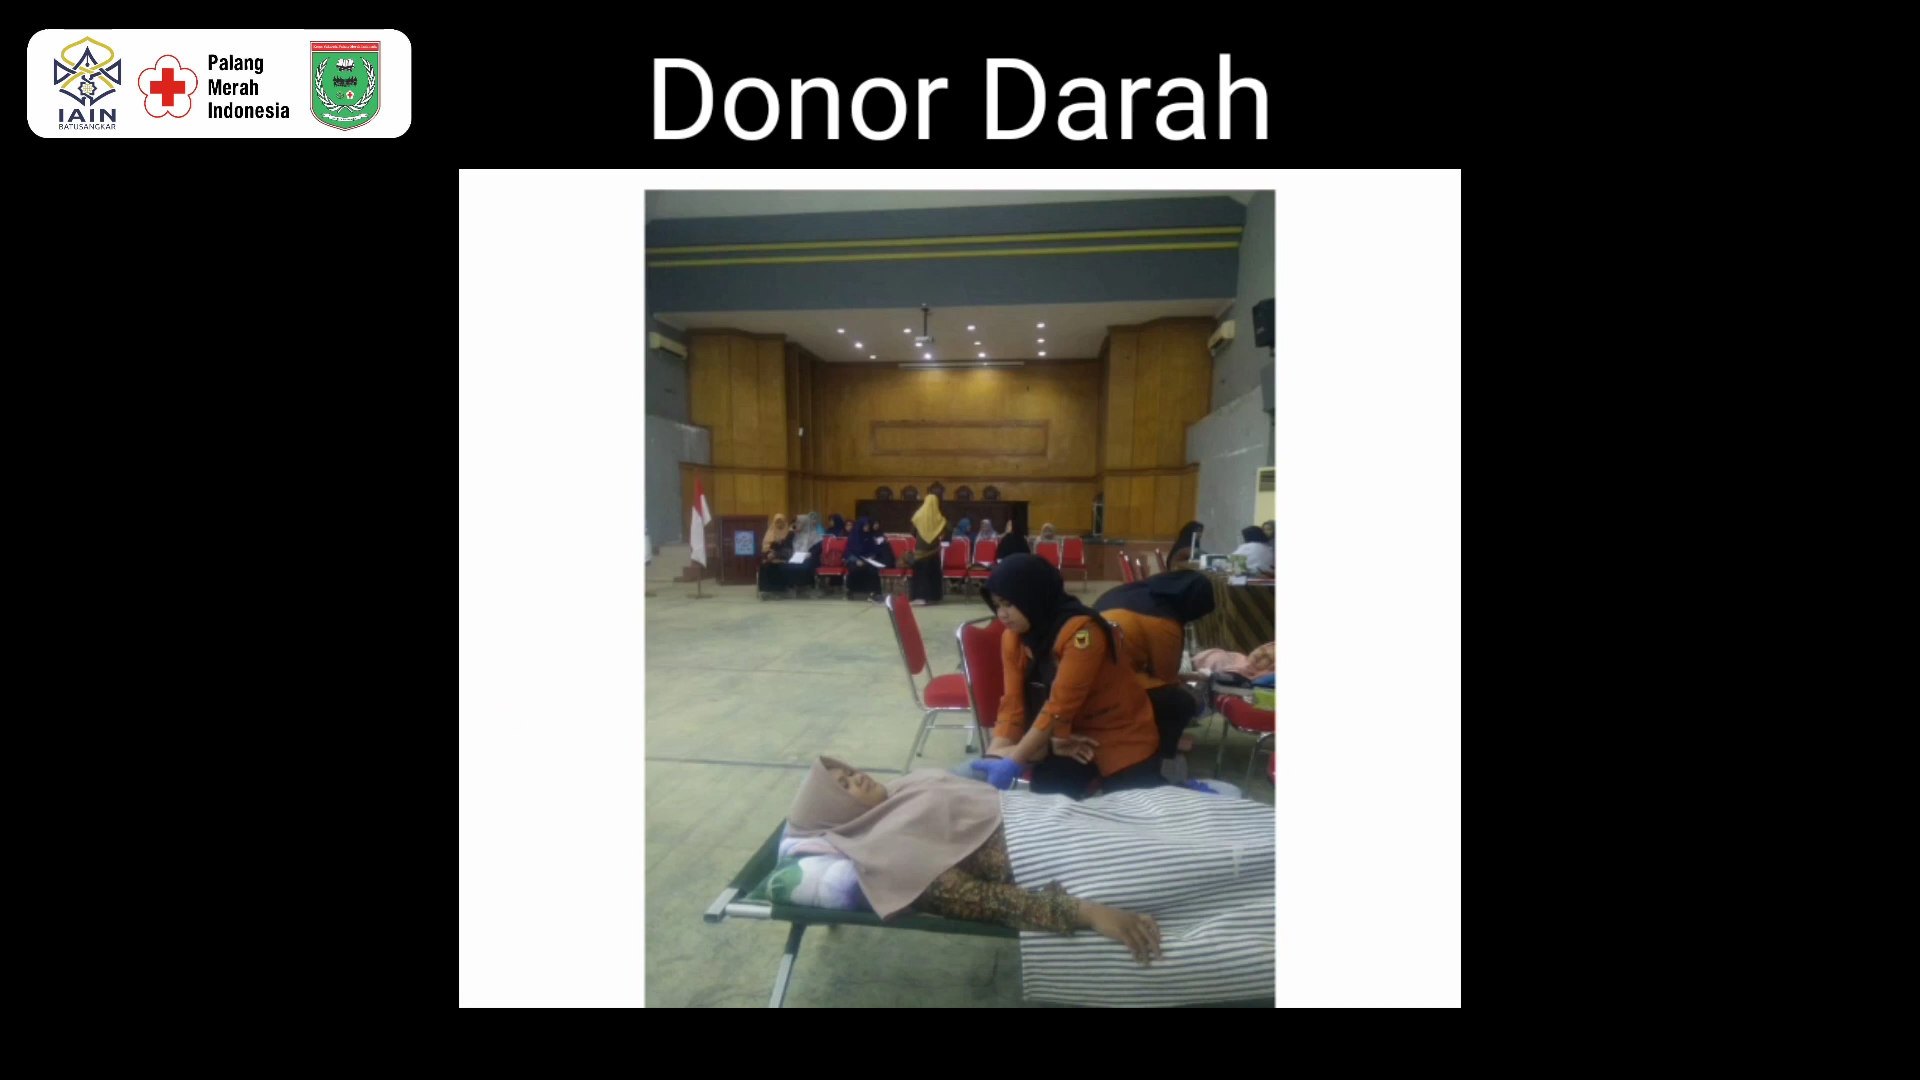 IAIN
BATUSANGKAR
Palang
Merah
Indonesia
Donor Darah